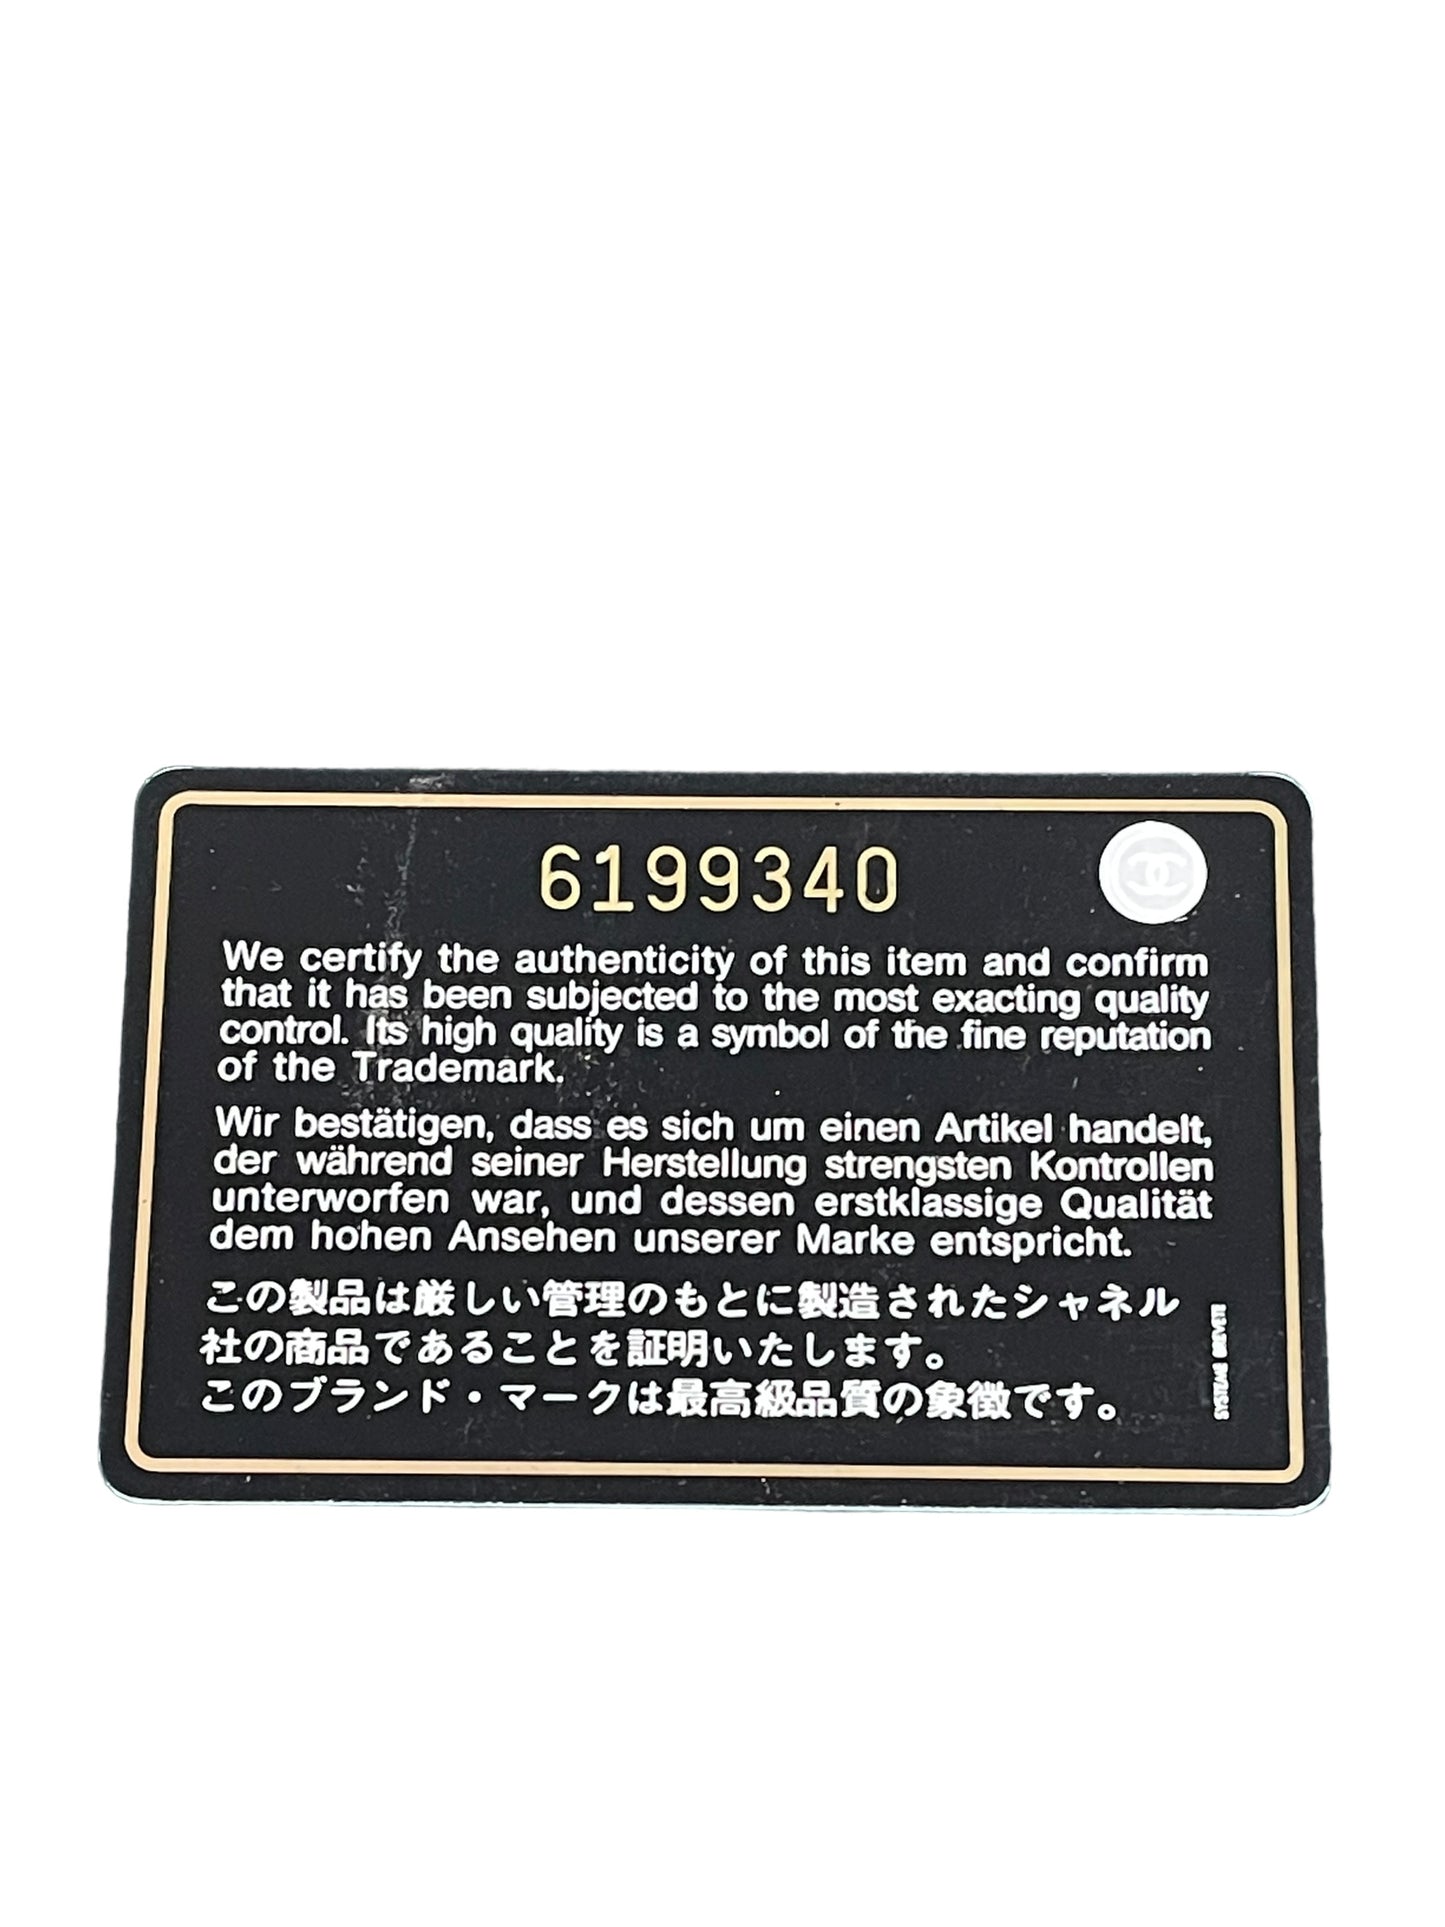 6199340
We certify the authenticity of this item and confirm
that it has been subjected to the most exacting quality
control. Its high quality is a symbol of the fine reputation
of the Trademark.
Wir bestätigen, dass es sich um einen Artikel handelt,
der während seiner Herstellung strengsten Kontrollen
unterworfen war, und dessen erstklassige Qualität
dem hohen Ansehen unserer Marke entspricht.
この製品は厳しい管理のもとに製造されたシャネル
社の商品であることを証明いたします。
このブランド・マークは最高級品質の象徴です。
SYSTEME BREVETE